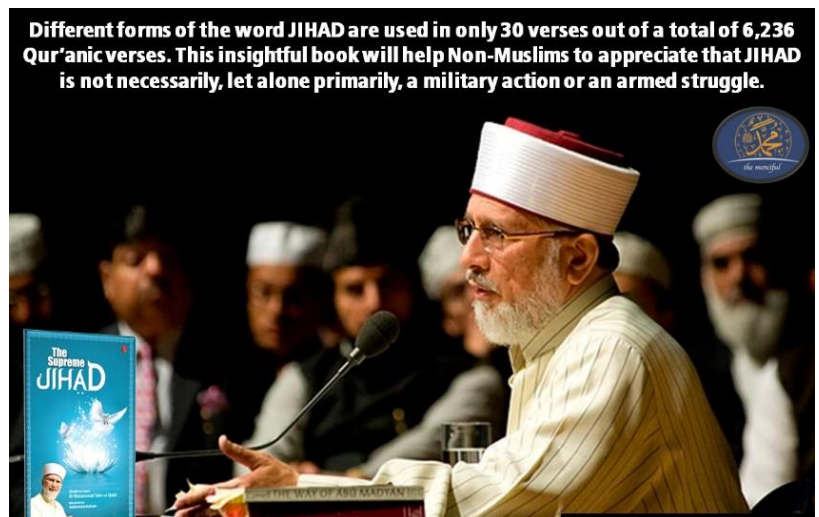 Different forms of the word JIHAD are used in only 30 verses out of a total of 6,236
Qur'anic verses. This insightful book will help Non-Muslims to appreciate that JIHAD
is not necessarily, let alone primarily, a military action or an armed struggle.
محمد
the merciful
The
Supreme
JIHAD
THE WAY OF ABU MADYAN